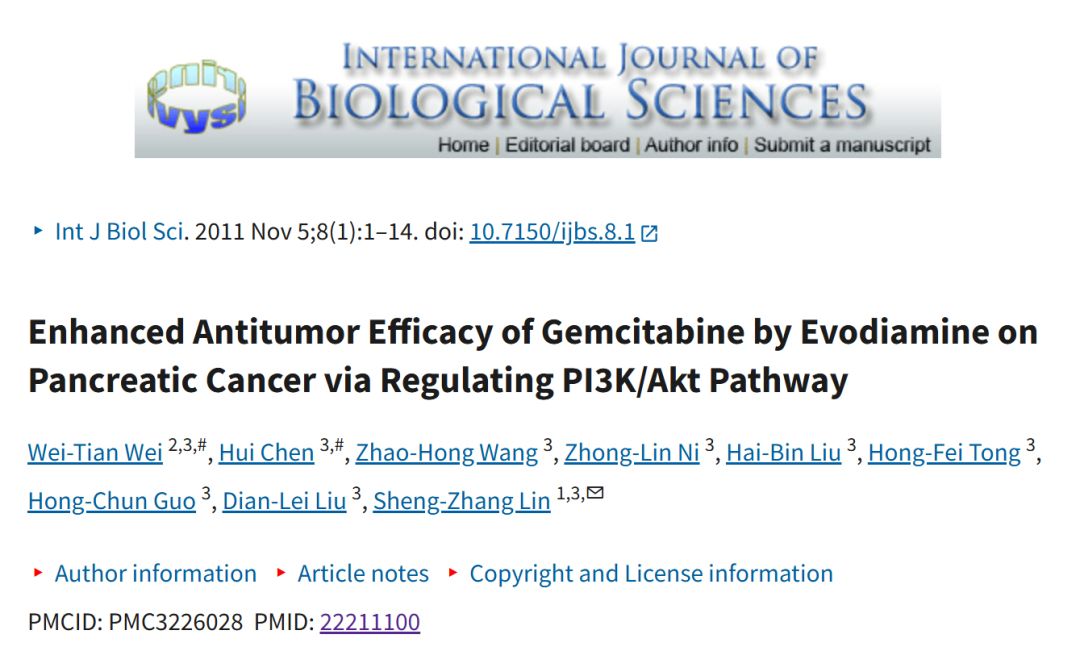 INTERNATIONAL JOURNAL OF
BIOLOGICAL SCIENCES
ivyspring
Home | Editorial board | Author info | Submit a manuscript
‣ Int J Biol Sci. 2011 Nov 5;8(1):1–14. doi: 10.7150/ijbs.8.1
Enhanced Antitumor Efficacy of Gemcitabine by Evodiamine on
Pancreatic Cancer via Regulating PI3K/Akt Pathway
Wei-Tian Wei 2,3,#, Hui Chen 3,#, Zhao-Hong Wang 3, Zhong-Lin Ni 3, Hai-Bin Liu 3, Hong-Fei Tong 3,
Hong-Chun Guo 3, Dian-Lei Liu 3, Sheng-Zhang Lin 1,3,✉
‣ Author information ‣ Article notes ‣ Copyright and License information
PMCID: PMC3226028 PMID: 22211100